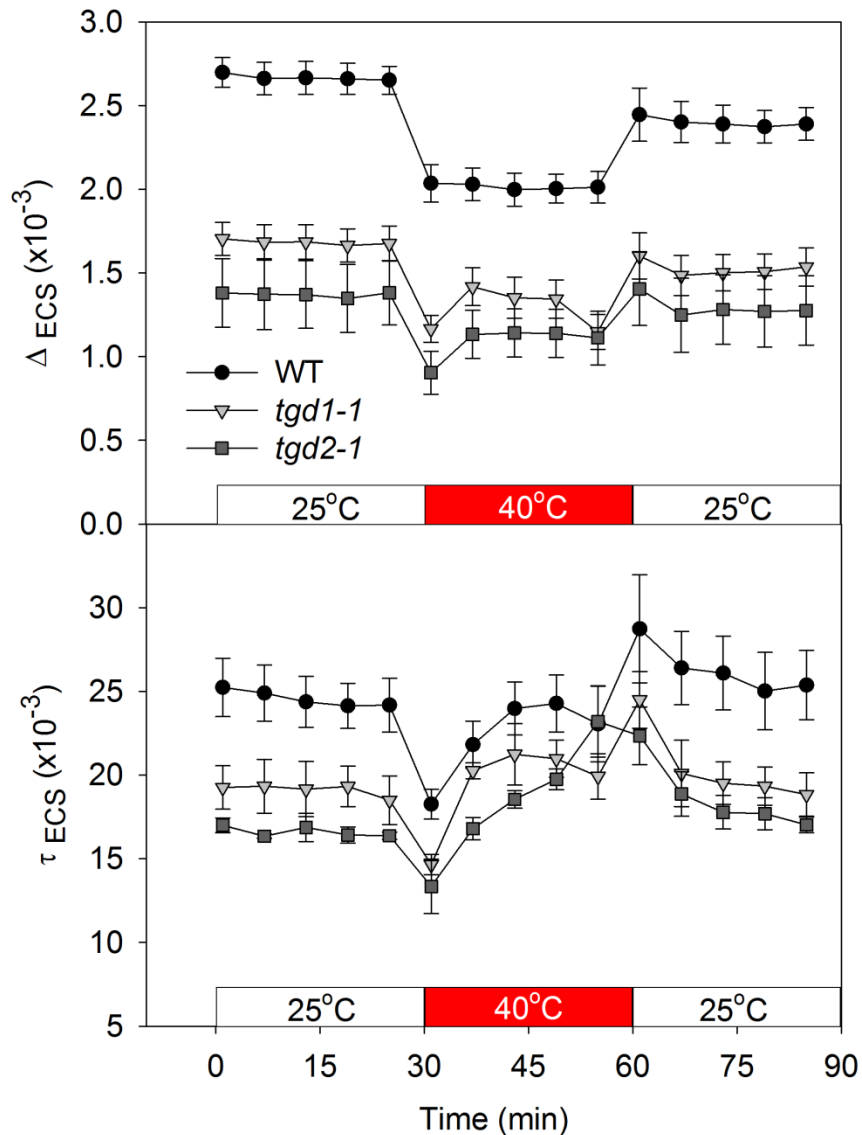 3.0
2.5
2.0
1.5
1.0
0.5
0.0
Δ ECS (x10⁻³)
WT
tgd1-1
tgd2-1
25°C 40°C 25°C
30
25
20
15
10
5
τ ECS (x10⁻³)
25°C 40°C 25°C
0 15 30 45 60 75 90
Time (min)